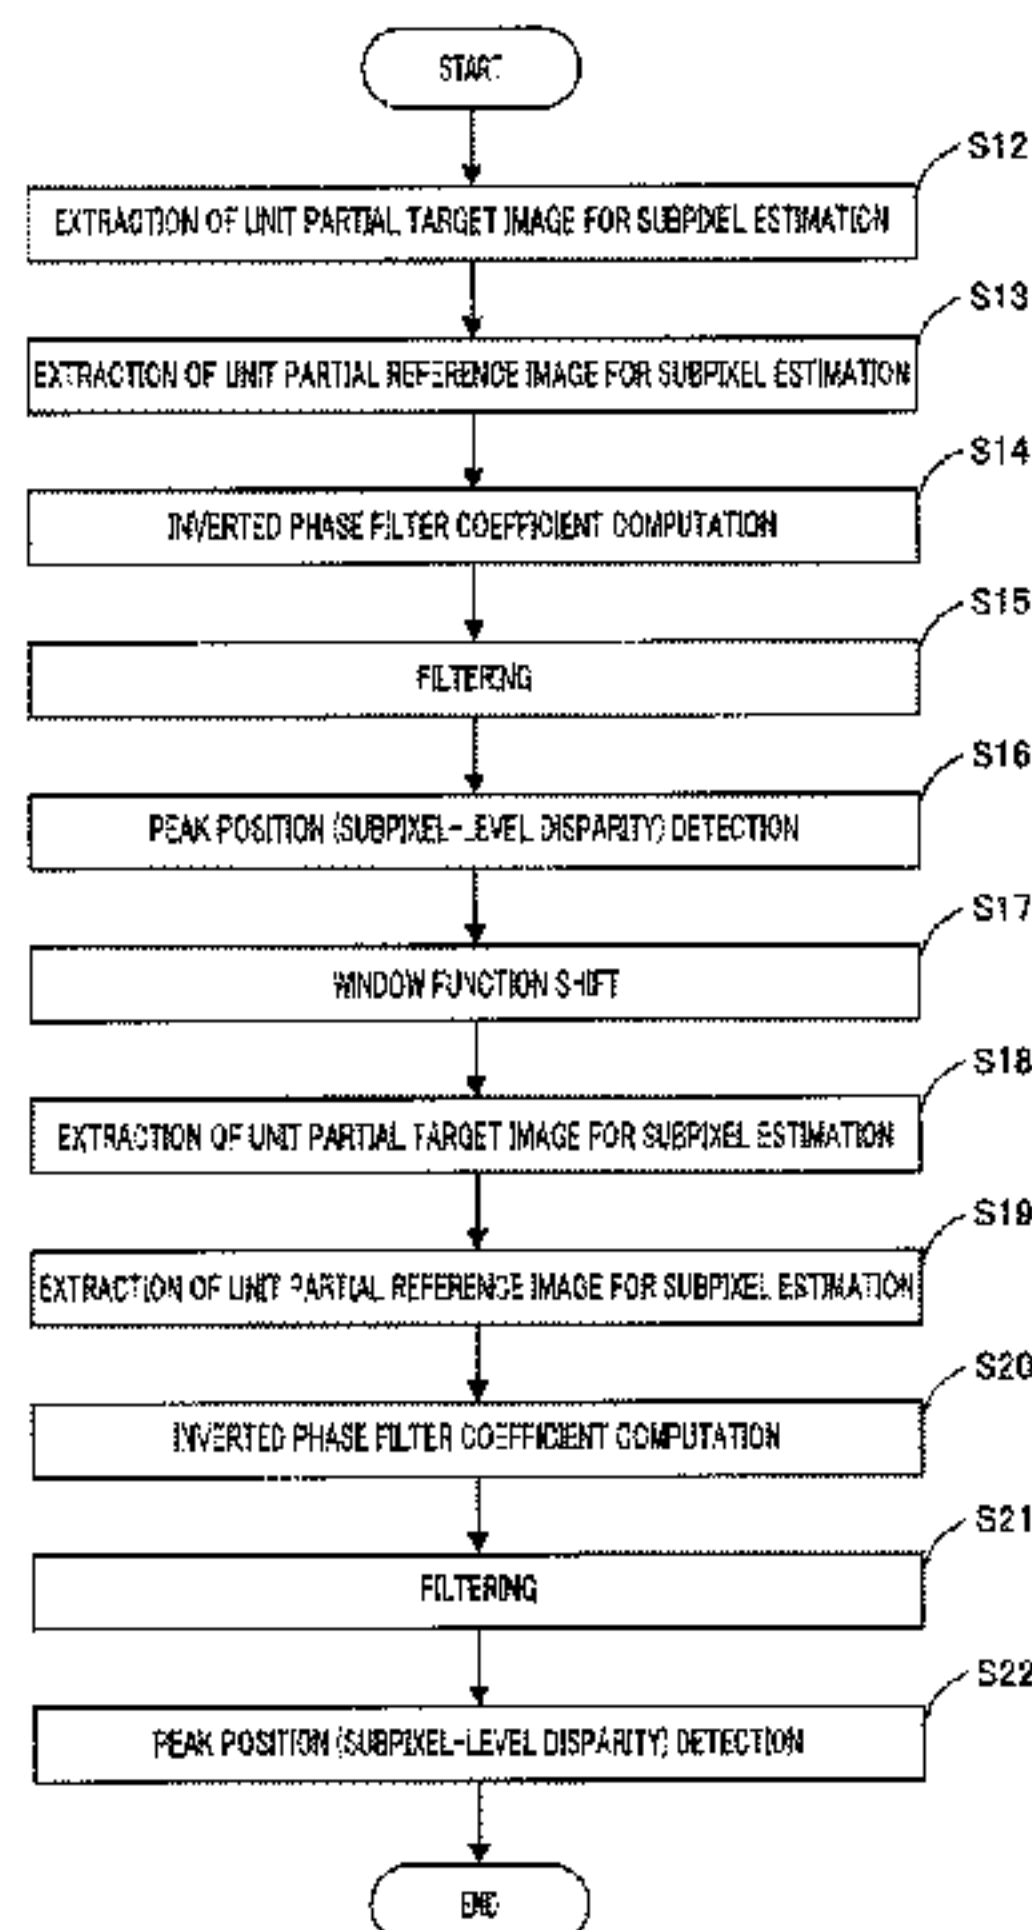 START
S12
EXTRACTION OF UNIT PARTIAL TARGET IMAGE FOR SUBPIXEL ESTIMATION
S13
EXTRACTION OF UNIT PARTIAL REFERENCE IMAGE FOR SUBPIXEL ESTIMATION
S14
INVERTED PHASE FILTER COEFFICIENT COMPUTATION
S15
FILTERING
S16
PEAK POSITION (SUBPIXEL-LEVEL DISPARITY) DETECTION
S17
WINDOW FUNCTION SHIFT
S18
EXTRACTION OF UNIT PARTIAL TARGET IMAGE FOR SUBPIXEL ESTIMATION
S19
EXTRACTION OF UNIT PARTIAL REFERENCE IMAGE FOR SUBPIXEL ESTIMATION
S20
INVERTED PHASE FILTER COEFFICIENT COMPUTATION
S21
FILTERING
S22
PEAK POSITION (SUBPIXEL-LEVEL DISPARITY) DETECTION
END